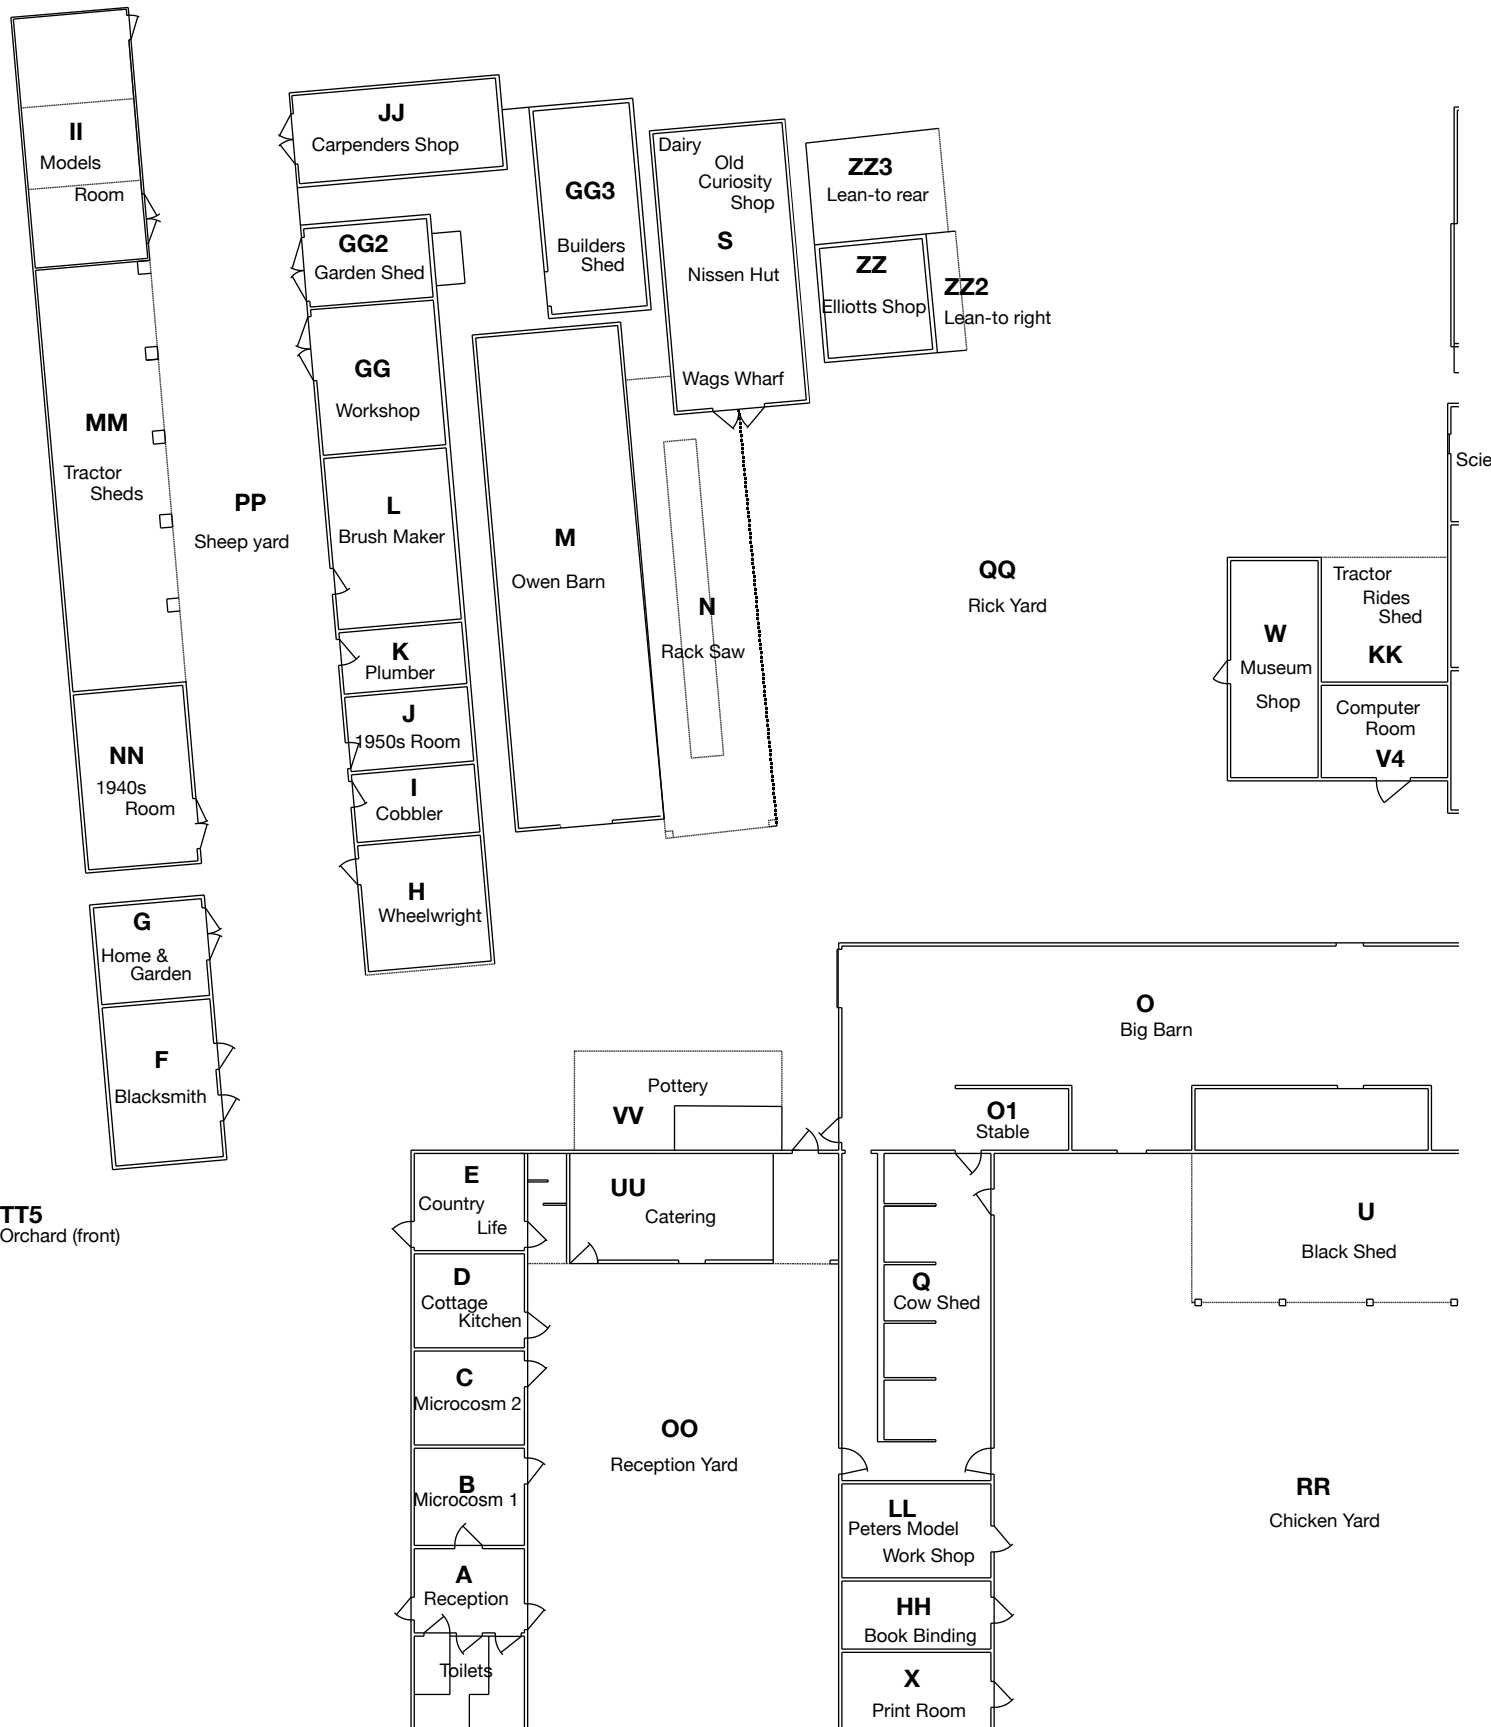 II
Models
Room
JJ
Carpenders Shop
GG3
Builders
Shed
Dairy
Old
Curiosity
Shop
S
Nissen Hut
Wags Wharf
ZZ3
Lean-to rear
ZZ
Elliotts Shop
ZZ2
Lean-to right
GG2
Garden Shed
GG
Workshop
MM
Tractor
Sheds
PP
Sheep yard
L
Brush Maker
M
Owen Barn
N
Rack Saw
QQ
Rick Yard
Scie
Tractor
Rides
Shed
KK
W
Museum
Shop
Computer
Room
V4
K
Plumber
J
1950s Room
I
Cobbler
H
Wheelwright
NN
1940s
Room
G
Home &
Garden
F
Blacksmith
O
Big Barn
O1
Stable
Pottery
VV
TT5
Orchard (front)
E
Country
Life
UU
Catering
U
Black Shed
D
Cottage
Kitchen
Q
Cow Shed
C
Microcosm 2
OO
Reception Yard
B
Microcosm 1
RR
Chicken Yard
LL
Peters Model
Work Shop
A
Reception
HH
Book Binding
Toilets
X
Print Room